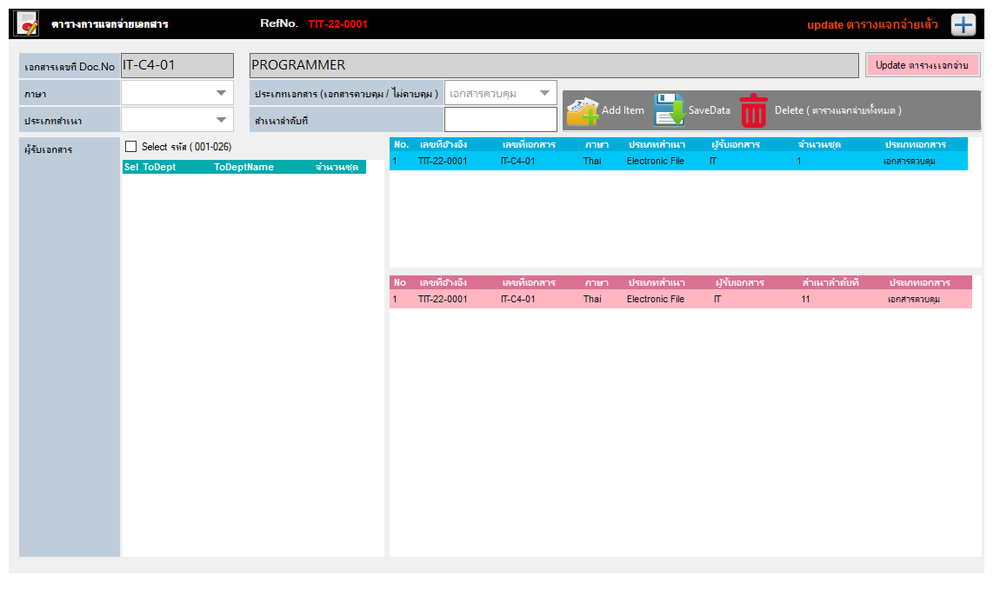 ตารางการแจกจ่ายเอกสาร RefNo. TIT-22-0001 update ตารางแจกจ่ายเเล้ว
เอกสารเลขที่ Doc.No IT-C4-01 PROGRAMMER Update ตารางเเจกจ่าย
ภาษา ประเภทเอกสาร (เอกสารควบคุม / ไม่ควบคุม ) เอกสารควบคุม
Add Item SaveData Delete ( ตารางแจกจ่ายทั้งหมด )
ประเภทสำเนา สำเนาลำดับที่
ผู้รับเอกสาร Select รหัส ( 001-026)
Sel ToDept ToDeptName จำนวนชุด
No. เลขที่อ้างอิง เลขที่เอกสาร ภาษา ประเภทสำเนา ผู้รับเอกสาร จำนวนชุด ประเภทเอกสาร
1 TIT-22-0001 IT-C4-01 Thai Electronic File IT 1 เอกสารควบคุม
No เลขที่อ้างอิง เลขที่เอกสาร ภาษา ประเภทสำเนา ผู้รับเอกสาร สำเนาลำดับที่ ประเภทเอกสาร
1 TIT-22-0001 IT-C4-01 Thai Electronic File IT 11 เอกสารควบคุม